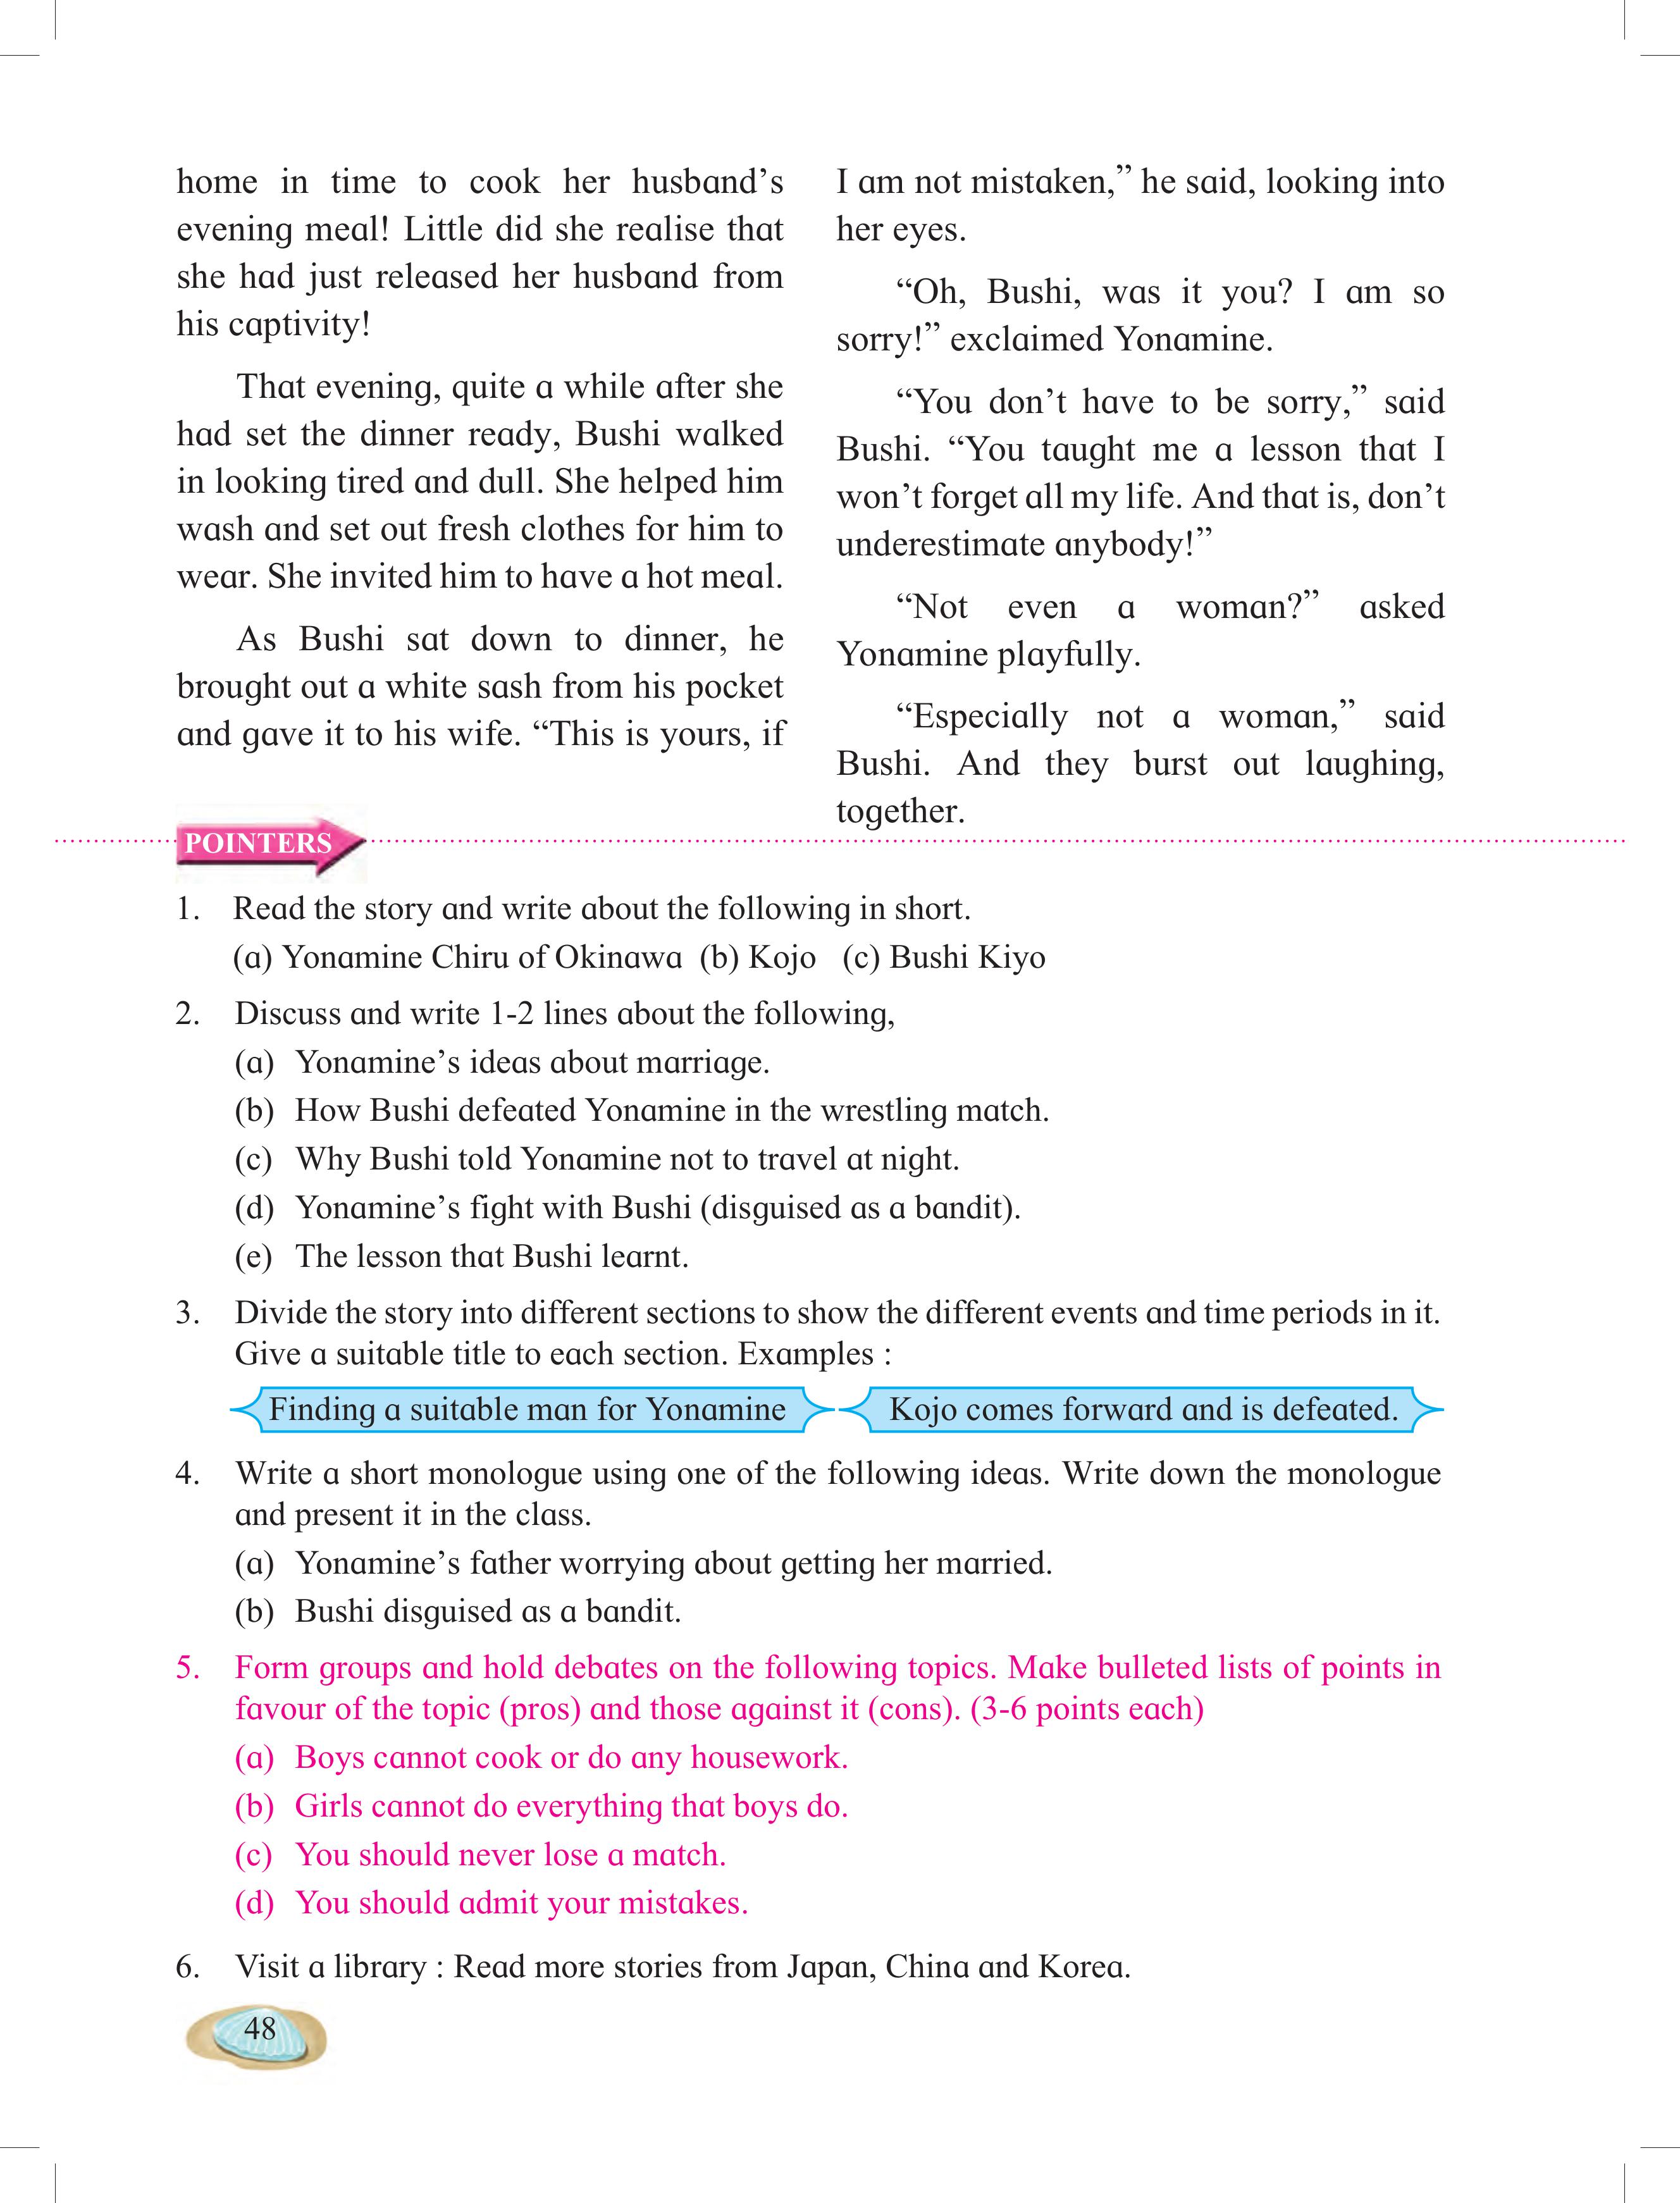 home in time to cook her husband’s
evening meal! Little did she realise that
she had just released her husband from
his captivity!
That evening, quite a while after she
had set the dinner ready, Bushi walked
in looking tired and dull. She helped him
wash and set out fresh clothes for him to
wear. She invited him to have a hot meal.
As Bushi sat down to dinner, he
brought out a white sash from his pocket
and gave it to his wife. “This is yours, if
I am not mistaken,” he said, looking into
her eyes.
“Oh, Bushi, was it you? I am so
sorry!” exclaimed Yonamine.
“You don’t have to be sorry,” said
Bushi. “You taught me a lesson that I
won’t forget all my life. And that is, don’t
underestimate anybody!”
“Not even a woman?” asked
Yonamine playfully.
“Especially not a woman,” said
Bushi. And they burst out laughing,
together.
POINTERS
1. Read the story and write about the following in short.
(a) Yonamine Chiru of Okinawa (b) Kojo (c) Bushi Kiyo
2. Discuss and write 1-2 lines about the following,
(a) Yonamine’s ideas about marriage.
(b) How Bushi defeated Yonamine in the wrestling match.
(c) Why Bushi told Yonamine not to travel at night.
(d) Yonamine’s fight with Bushi (disguised as a bandit).
(e) The lesson that Bushi learnt.
3. Divide the story into different sections to show the different events and time periods in it.
Give a suitable title to each section. Examples :
Finding a suitable man for Yonamine Kojo comes forward and is defeated.
4. Write a short monologue using one of the following ideas. Write down the monologue
and present it in the class.
(a) Yonamine’s father worrying about getting her married.
(b) Bushi disguised as a bandit.
5. Form groups and hold debates on the following topics. Make bulleted lists of points in
favour of the topic (pros) and those against it (cons). (3-6 points each)
(a) Boys cannot cook or do any housework.
(b) Girls cannot do everything that boys do.
(c) You should never lose a match.
(d) You should admit your mistakes.
6. Visit a library : Read more stories from Japan, China and Korea.
48